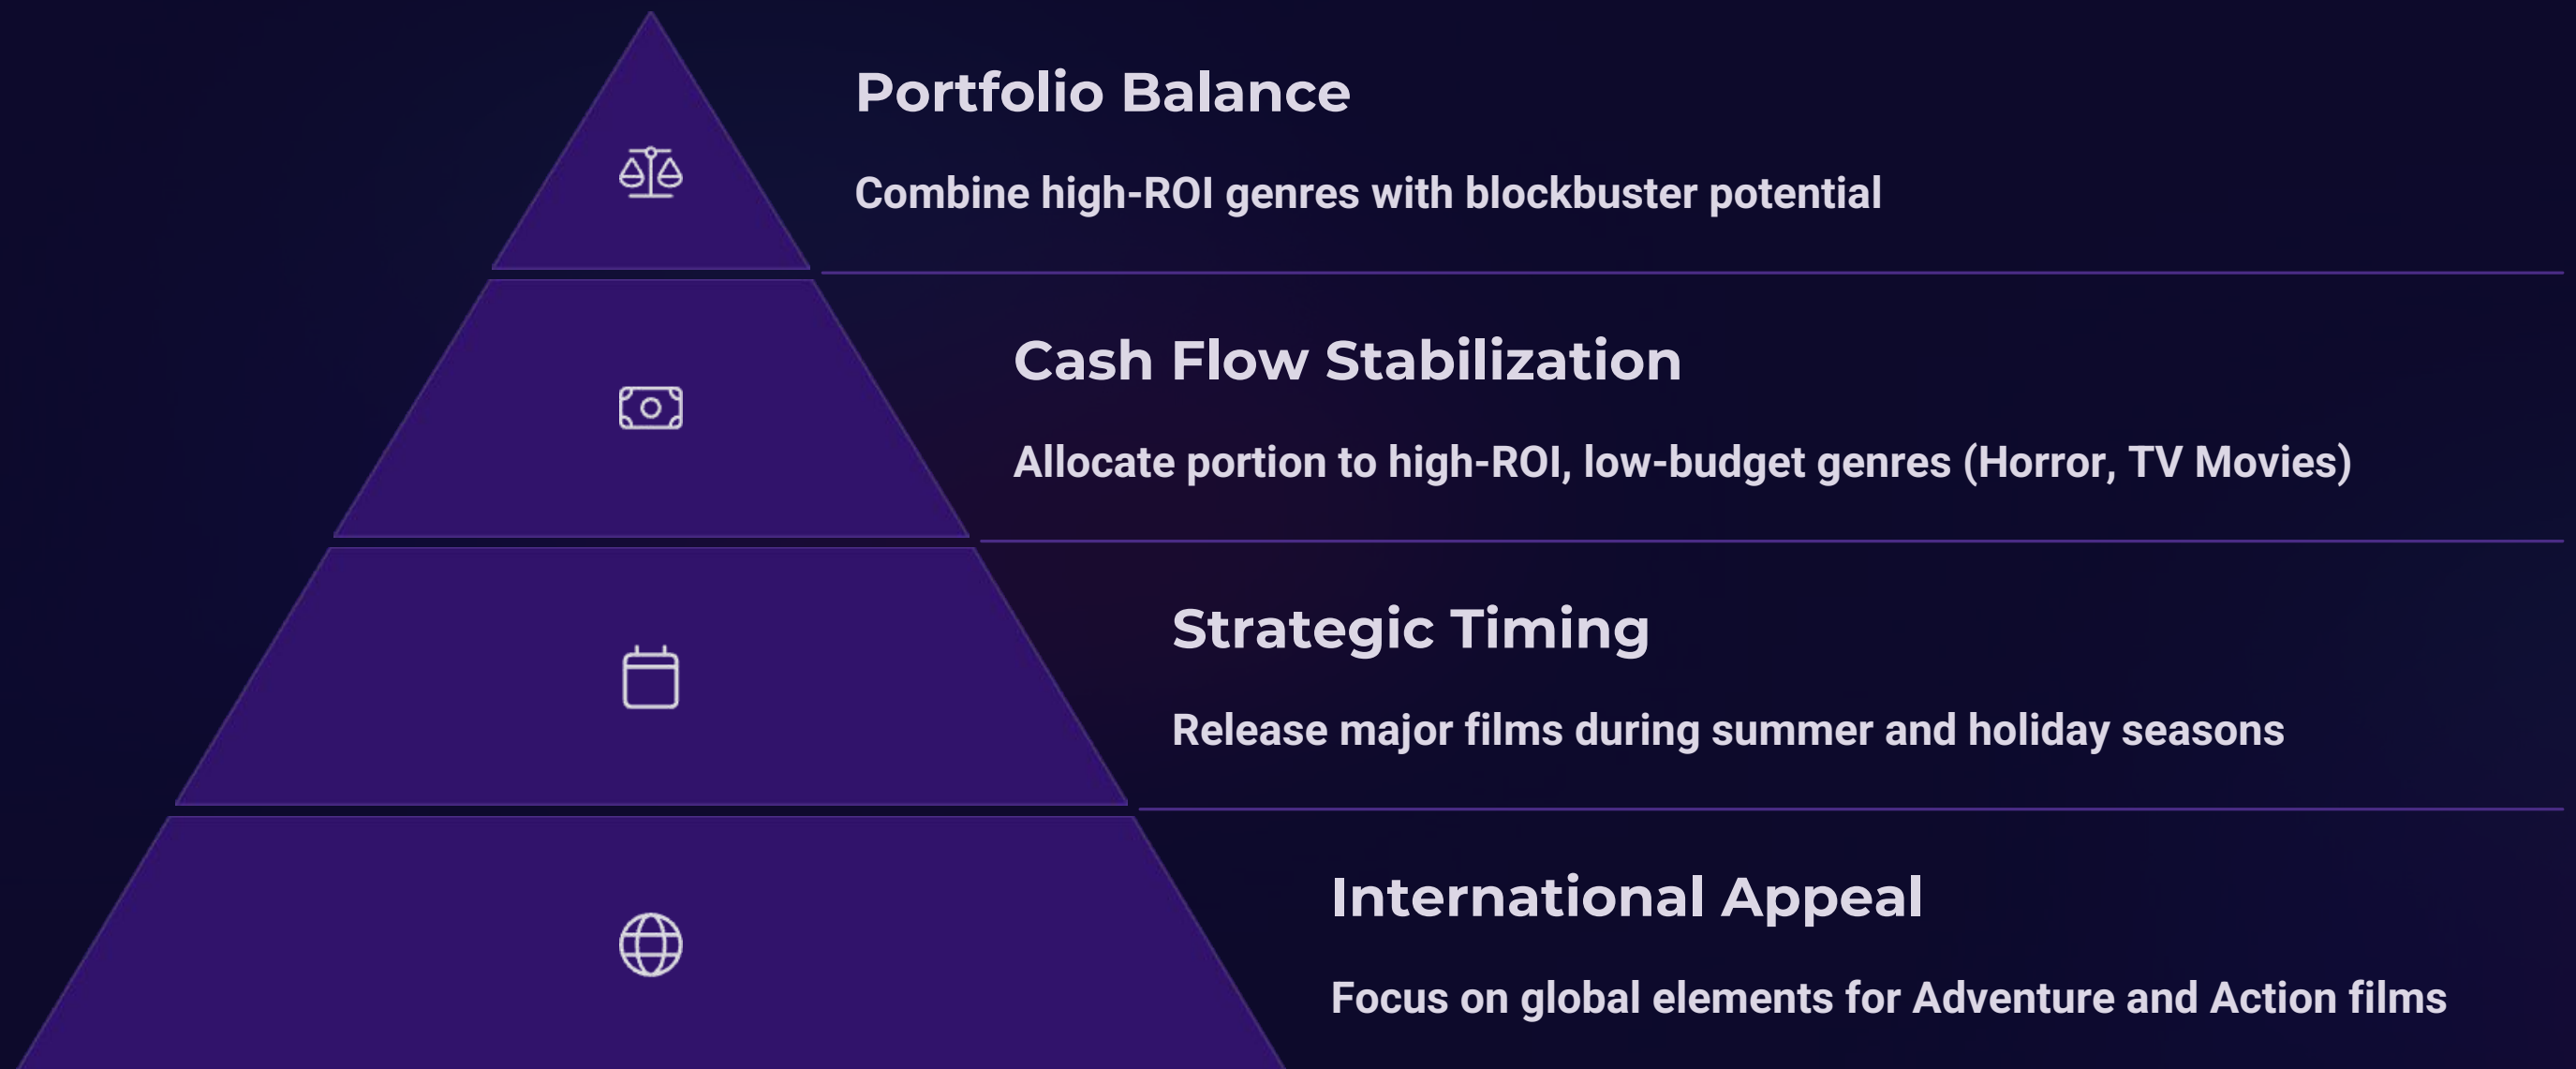 Portfolio Balance
Combine high-ROI genres with blockbuster potential
Cash Flow Stabilization
Allocate portion to high-ROI, low-budget genres (Horror, TV Movies)
Strategic Timing
Release major films during summer and holiday seasons
International Appeal
Focus on global elements for Adventure and Action films